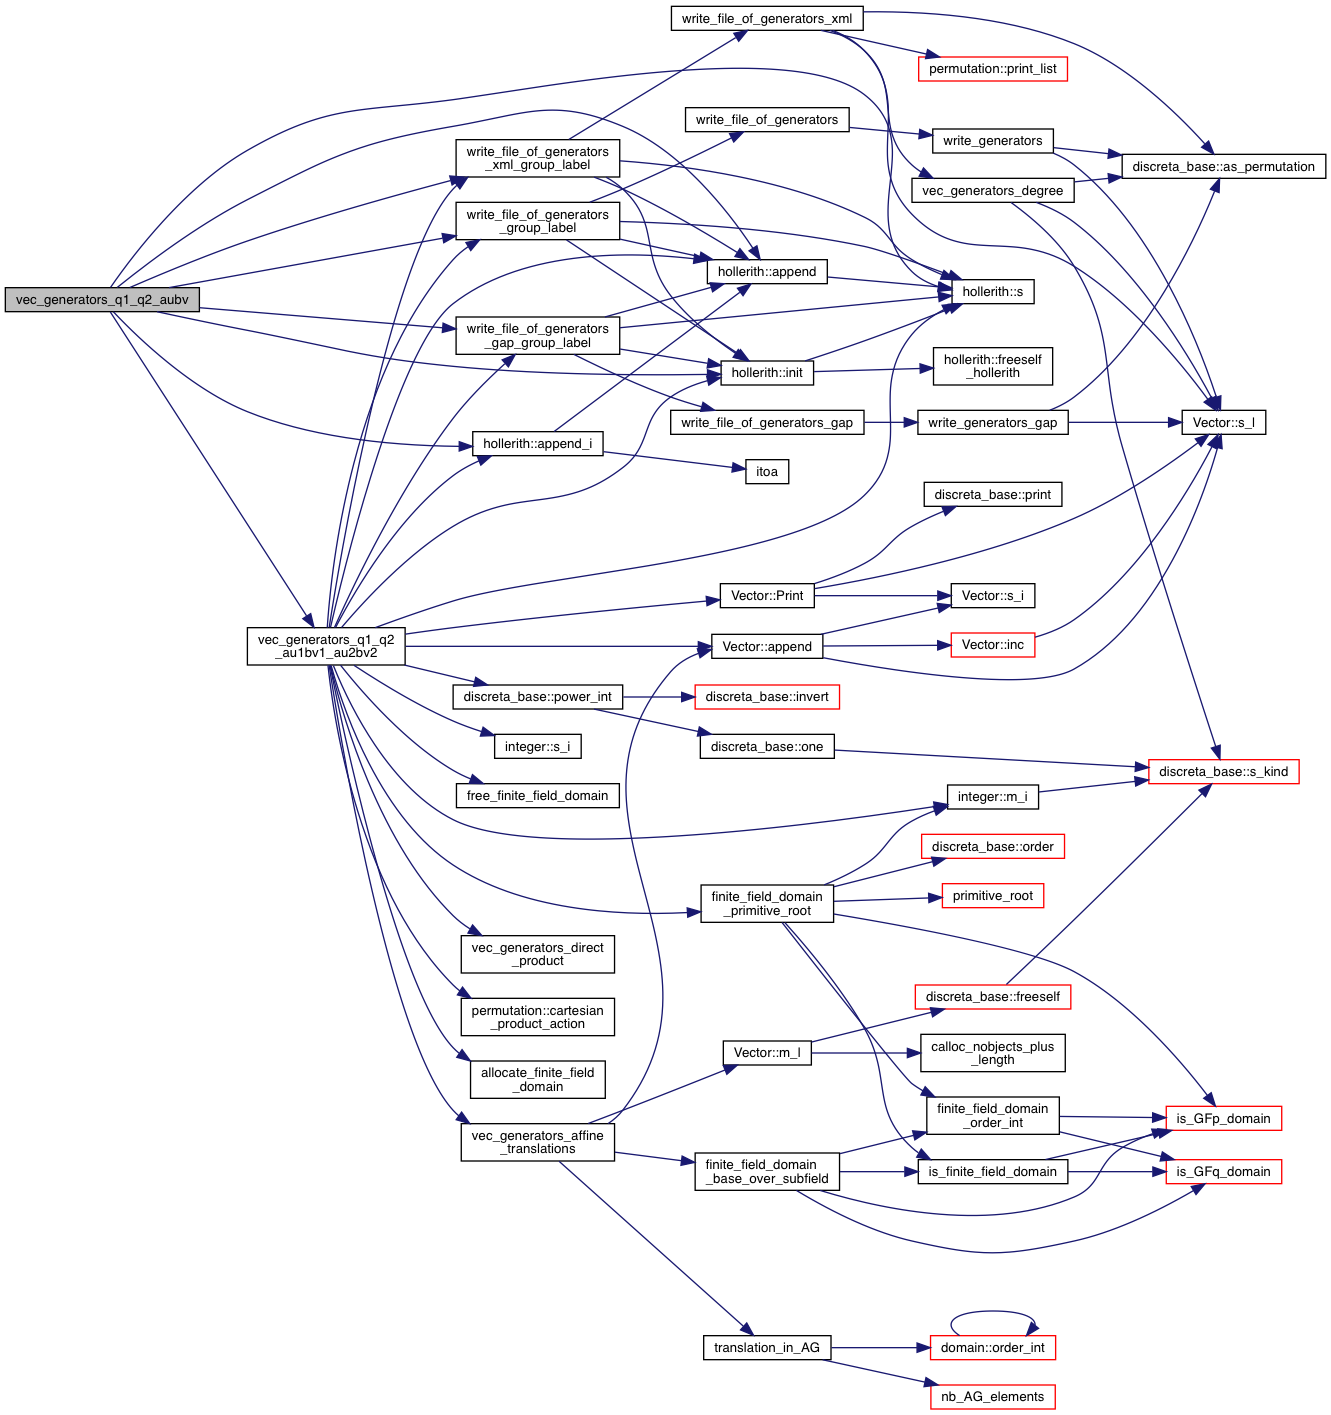 write_file_of_generators_xml
permutation::print_list
write_file_of_generators
write_generators
write_file_of_generators
_xml_group_label
discreta_base::as_permutation
vec_generators_degree
write_file_of_generators
_group_label
hollerith::append
hollerith::s
vec_generators_q1_q2_aubv
write_file_of_generators
_gap_group_label
hollerith::init
hollerith::freeself
_hollerith
write_file_of_generators_gap
write_generators_gap
Vector::s_l
hollerith::append_i
itoa
discreta_base::print
Vector::Print
Vector::s_i
vec_generators_q1_q2
_au1bv1_au2bv2
Vector::append
Vector::inc
discreta_base::power_int
discreta_base::invert
integer::s_i
discreta_base::one
discreta_base::s_kind
free_finite_field_domain
integer::m_i
discreta_base::order
finite_field_domain
_primitive_root
primitive_root
vec_generators_direct
_product
discreta_base::freeself
permutation::cartesian
_product_action
Vector::m_l
calloc_nobjects_plus
_length
allocate_finite_field
_domain
finite_field_domain
_order_int
is_GFp_domain
vec_generators_affine
_translations
finite_field_domain
_base_over_subfield
is_finite_field_domain
is_GFq_domain
translation_in_AG
domain::order_int
nb_AG_elements